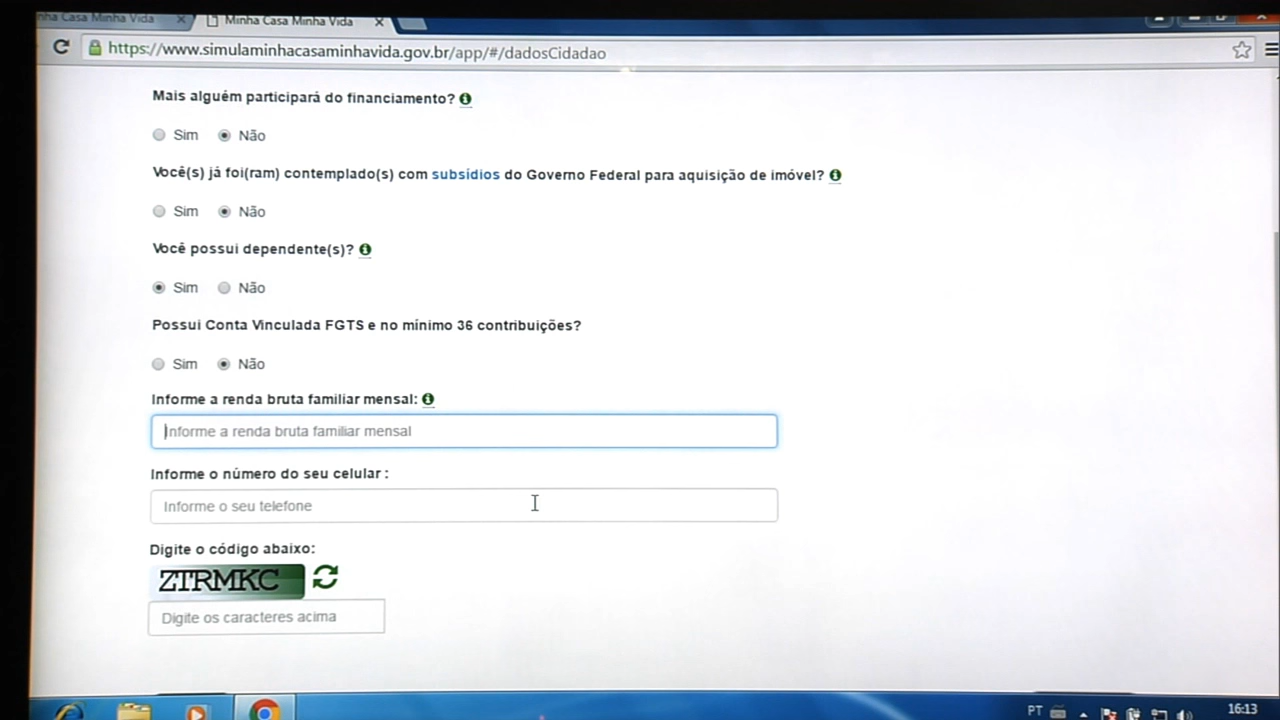 nha Casa Minha Vida
Minha Casa Minha Vida
https://www.simulaminhacasaminhavida.gov.br/app/#/dadosCidadao
Mais alguém participará do financiamento?
Sim Não
Você(s) já foi(ram) contemplado(s) com subsídios do Governo Federal para aquisição de imóvel?
Sim Não
Você possui dependente(s)?
Sim Não
Possui Conta Vinculada FGTS e no mínimo 36 contribuições?
Sim Não
Informe a renda bruta familiar mensal:
Informe a renda bruta familiar mensal
Informe o número do seu celular :
Informe o seu telefone
Digite o código abaixo:
ZTRMKC
Digite os caracteres acima
PT 16:13